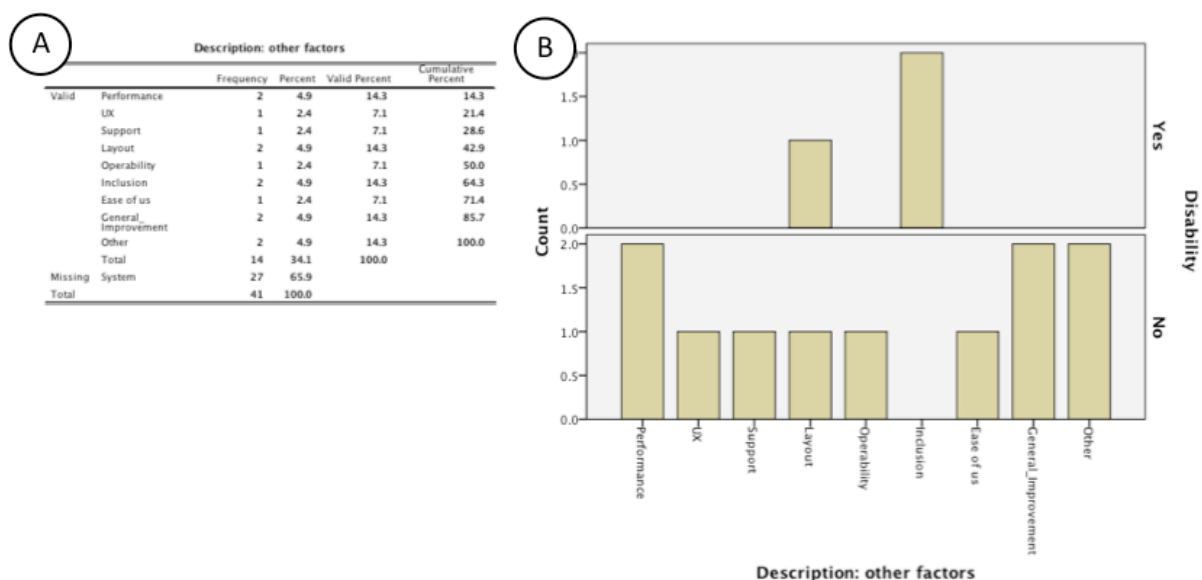 A
Description: other factors
Frequency Percent Valid Percent Cumulative Percent
Valid Performance 2 4.9 14.3 14.3
UX 1 2.4 7.1 21.4
Support 1 2.4 7.1 28.6
Layout 2 4.9 14.3 42.9
Operability 1 2.4 7.1 50.0
Inclusion 2 4.9 14.3 64.3
Ease of us 1 2.4 7.1 71.4
General_
Improvement 2 4.9 14.3 85.7
Other 2 4.9 14.3 100.0
Total 14 34.1 100.0
Missing System 27 65.9
Total 41 100.0
B
1.5
1.0
0.5
0.0
Yes
2.0
1.5
1.0
0.5
0.0
No
Count
Disability
Performance
UX
Support
Layout
Operability
Inclusion
Ease of us
General_Improvement
Other
Description: other factors